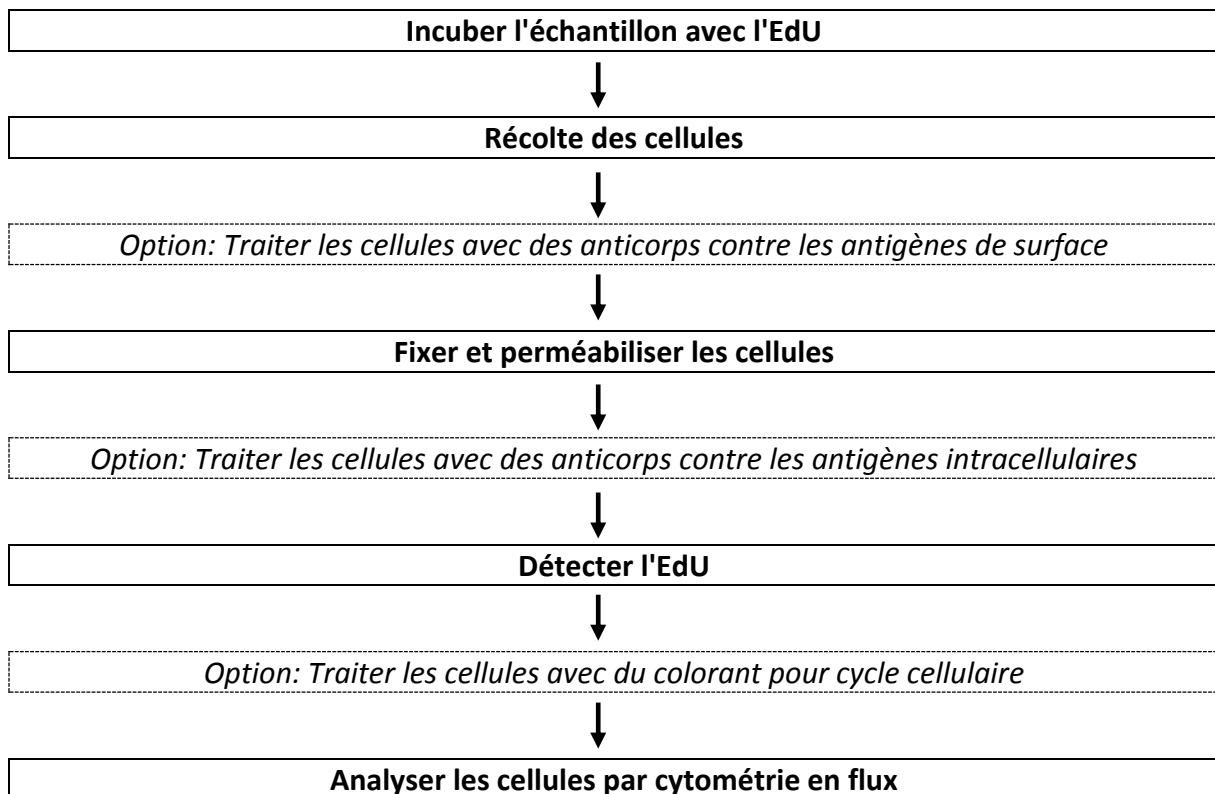 Incuber l'échantillon avec l'EdU
Récolte des cellules
Option: Traiter les cellules avec des anticorps contre les antigènes de surface
Fixer et perméabiliser les cellules
Option: Traiter les cellules avec des anticorps contre les antigènes intracellulaires
Détecter l'EdU
Option: Traiter les cellules avec du colorant pour cycle cellulaire
Analyser les cellules par cytométrie en flux